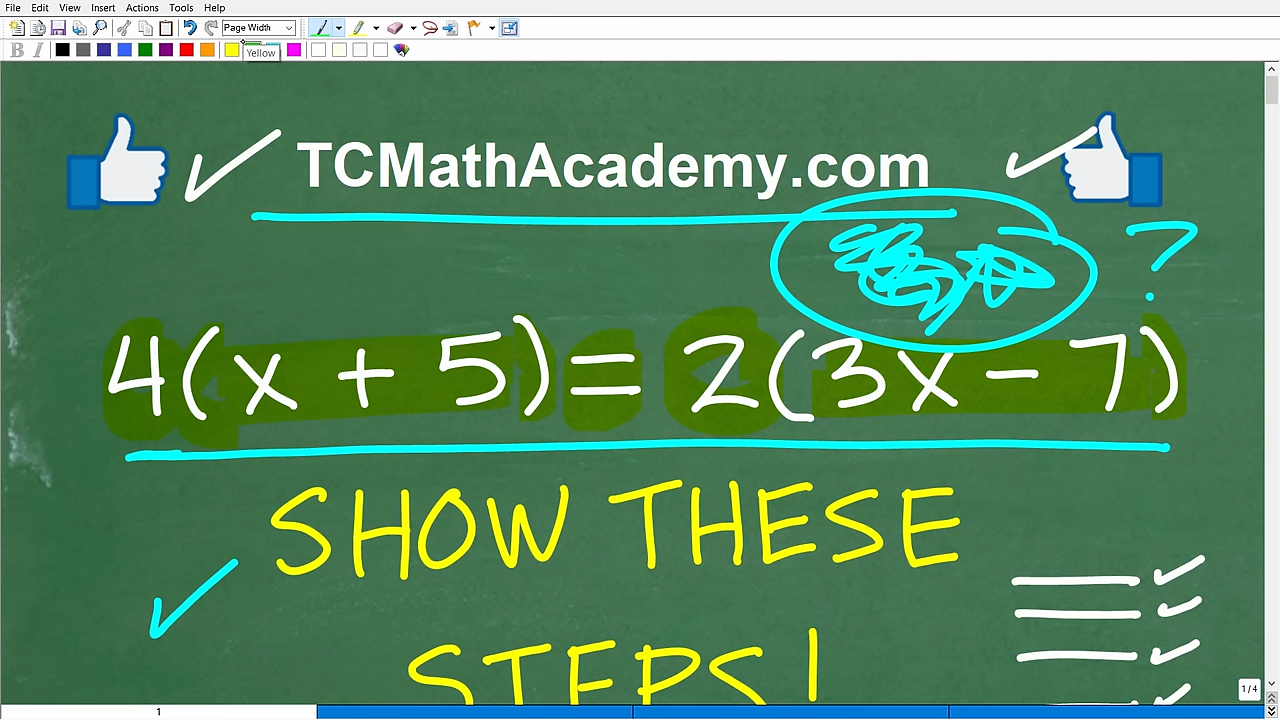 File Edit View Insert Actions Tools Help
Page Width
B I
Yellow
TCMathAcademy.com
?
4(x + 5) = 2(3x - 7)
SHOW THESE
STEPS!
1/4
1